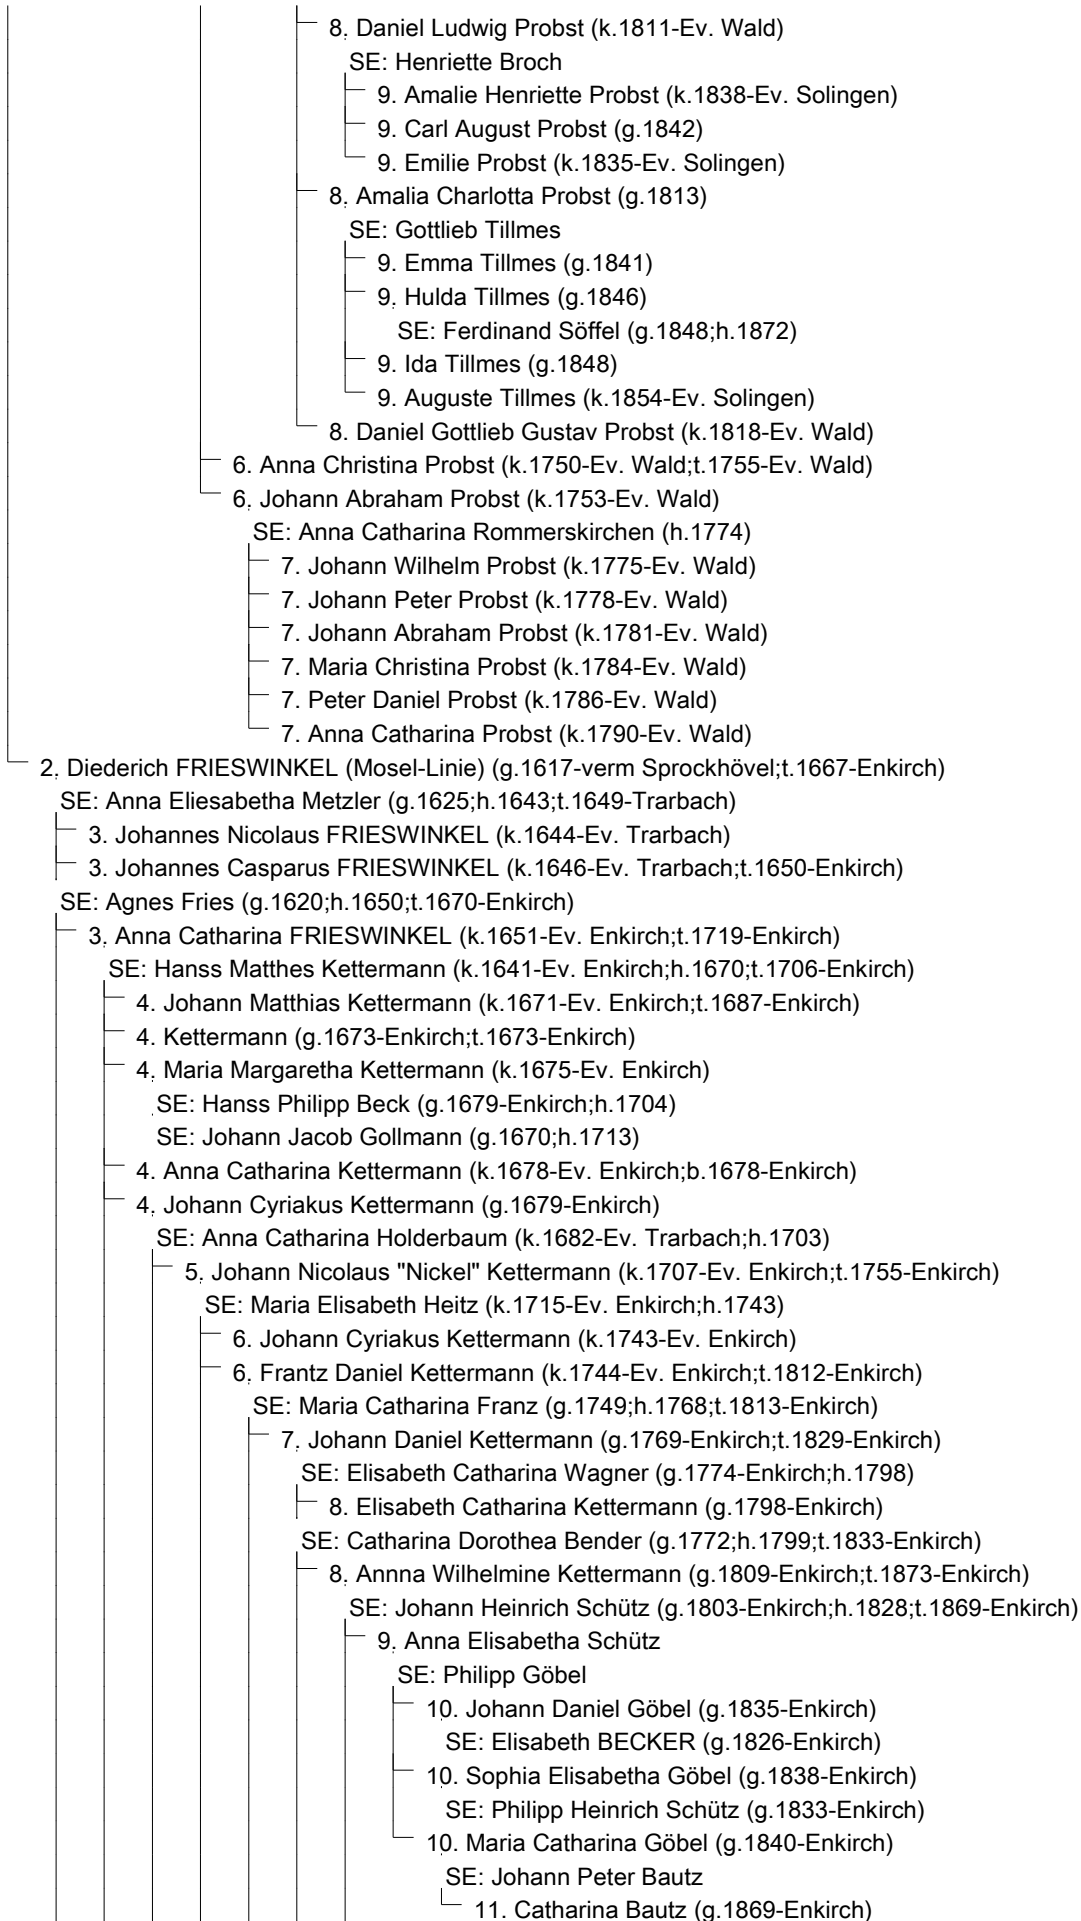 8. Daniel Ludwig Probst (k.1811-Ev. Wald)
SE: Henriette Broch
9. Amalie Henriette Probst (k.1838-Ev. Solingen)
9. Carl August Probst (g.1842)
9. Emilie Probst (k.1835-Ev. Solingen)
8. Amalia Charlotta Probst (g.1813)
SE: Gottlieb Tillmes
9. Emma Tillmes (g.1841)
9. Hulda Tillmes (g.1846)
SE: Ferdinand Söffel (g.1848;h.1872)
9. Ida Tillmes (g.1848)
9. Auguste Tillmes (k.1854-Ev. Solingen)
8. Daniel Gottlieb Gustav Probst (k.1818-Ev. Wald)
6. Anna Christina Probst (k.1750-Ev. Wald;t.1755-Ev. Wald)
6. Johann Abraham Probst (k.1753-Ev. Wald)
SE: Anna Catharina Rommerskirchen (h.1774)
7. Johann Wilhelm Probst (k.1775-Ev. Wald)
7. Johann Peter Probst (k.1778-Ev. Wald)
7. Johann Abraham Probst (k.1781-Ev. Wald)
7. Maria Christina Probst (k.1784-Ev. Wald)
7. Peter Daniel Probst (k.1786-Ev. Wald)
7. Anna Catharina Probst (k.1790-Ev. Wald)
2. Diederich FRIESWINKEL (Mosel-Linie) (g.1617-verm Sprockhövel;t.1667-Enkirch)
SE: Anna Eliesabetha Metzler (g.1625;h.1643;t.1649-Trarbach)
3. Johannes Nicolaus FRIESWINKEL (k.1644-Ev. Trarbach)
3. Johannes Casparus FRIESWINKEL (k.1646-Ev. Trarbach;t.1650-Enkirch)
SE: Agnes Fries (g.1620;h.1650;t.1670-Enkirch)
3. Anna Catharina FRIESWINKEL (k.1651-Ev. Enkirch;t.1719-Enkirch)
SE: Hanss Matthes Kettermann (k.1641-Ev. Enkirch;h.1670;t.1706-Enkirch)
4. Johann Matthias Kettermann (k.1671-Ev. Enkirch;t.1687-Enkirch)
4. Kettermann (g.1673-Enkirch;t.1673-Enkirch)
4. Maria Margaretha Kettermann (k.1675-Ev. Enkirch)
SE: Hanss Philipp Beck (g.1679-Enkirch;h.1704)
SE: Johann Jacob Gollmann (g.1670;h.1713)
4. Anna Catharina Kettermann (k.1678-Ev. Enkirch;b.1678-Enkirch)
4. Johann Cyriakus Kettermann (g.1679-Enkirch)
SE: Anna Catharina Holderbaum (k.1682-Ev. Trarbach;h.1703)
5. Johann Nicolaus "Nickel" Kettermann (k.1707-Ev. Enkirch;t.1755-Enkirch)
SE: Maria Elisabeth Heitz (k.1715-Ev. Enkirch;h.1743)
6. Johann Cyriakus Kettermann (k.1743-Ev. Enkirch)
6. Frantz Daniel Kettermann (k.1744-Ev. Enkirch;t.1812-Enkirch)
SE: Maria Catharina Franz (g.1749;h.1768;t.1813-Enkirch)
7. Johann Daniel Kettermann (g.1769-Enkirch;t.1829-Enkirch)
SE: Elisabeth Catharina Wagner (g.1774-Enkirch;h.1798)
8. Elisabeth Catharina Kettermann (g.1798-Enkirch)
SE: Catharina Dorothea Bender (g.1772;h.1799;t.1833-Enkirch)
8. Annna Wilhelmine Kettermann (g.1809-Enkirch;t.1873-Enkirch)
SE: Johann Heinrich Schütz (g.1803-Enkirch;h.1828;t.1869-Enkirch)
9. Anna Elisabetha Schütz
SE: Philipp Göbel
10. Johann Daniel Göbel (g.1835-Enkirch)
SE: Elisabeth BECKER (g.1826-Enkirch)
10. Sophia Elisabetha Göbel (g.1838-Enkirch)
SE: Philipp Heinrich Schütz (g.1833-Enkirch)
10. Maria Catharina Göbel (g.1840-Enkirch)
SE: Johann Peter Bautz
11. Catharina Bautz (g.1869-Enkirch)